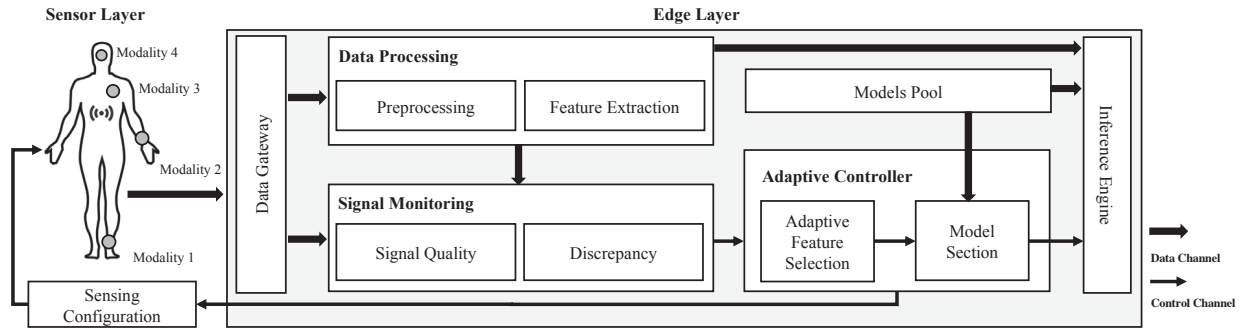 Sensor Layer
Edge Layer
Modality 4
Modality 3
Modality 2
Modality 1
Sensing
Configuration
Data Gateway
Data Processing
Preprocessing
Feature Extraction
Signal Monitoring
Signal Quality
Discrepancy
Models Pool
Adaptive Controller
Adaptive
Feature
Selection
Model
Section
Inference Engine
Data Channel
Control Channel